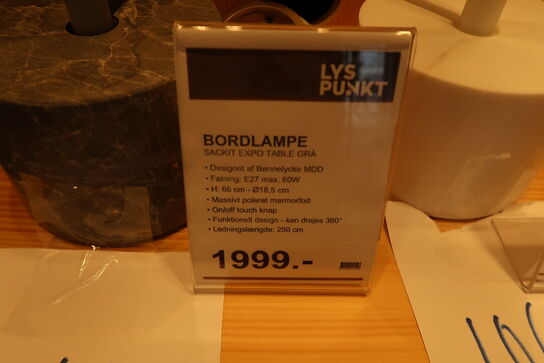 LYS
PUNKT
BORDLAMPE
SACKIT EXPO TABLE GRÅ
• Designet af Bønnelycke MDD
• Fatning: E27 max. 60W
• H: 66 cm - Ø18,5 cm
• Massivt poleret marmorfod
• On/off touch knap
• Funktionelt design - kan drejes 360°
• Ledningslængde: 250 cm
1999.-